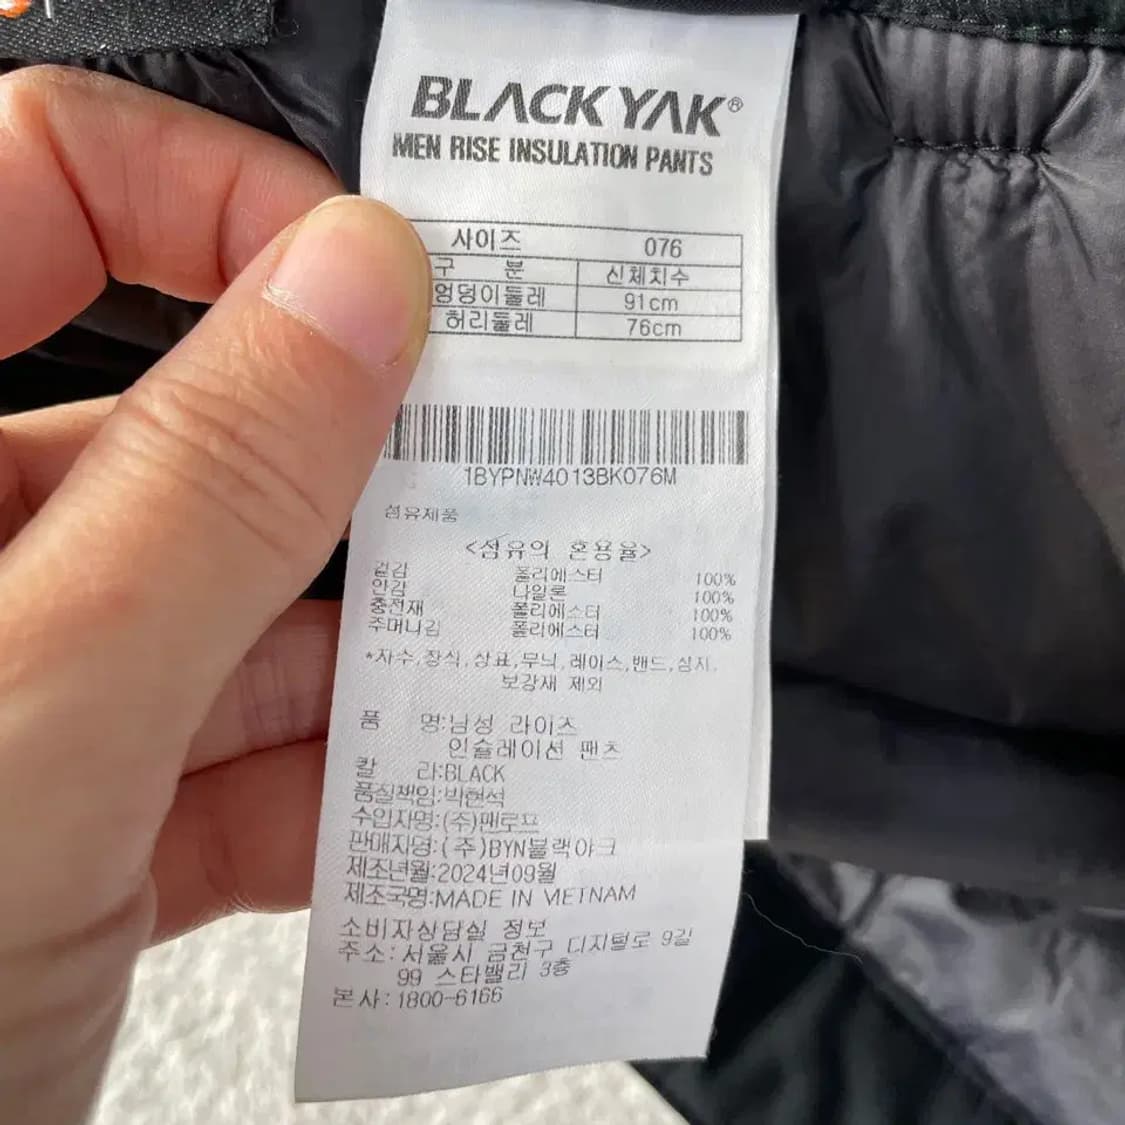 BLACK YAK®
MEN RISE INSULATION PANTS
사이즈 076
구 분 신체치수
엉덩이둘레 91cm
허리둘레 76cm
1BYPNW4013BK076M
섬유제품
<섬유의 혼용율>
겉감 폴리에스터 100%
안감 나일론 100%
충전재 폴리에스터 100%
주머니감 폴리에스터 100%
*자수,장식,상표,무늬,레이스,밴드,심지,
보강재 제외
품 명:남성 라이즈
인슐레이션 팬츠
칼 라:BLACK
품질책임:박현석
수입자명:(주)팬로프
판매자명:(주)BYN블랙야크
제조년월:2024년09월
제조국명:MADE IN VIETNAM
소비자상담실 정보
주소:서울시 금천구 디지털로 9길
99 스타밸리 3층
본사:1800-6166